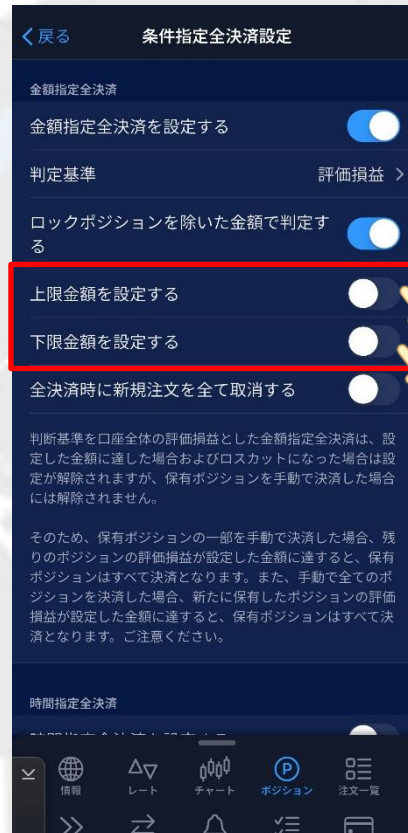 戻る
条件指定全決済設定
金額指定全決済
金額指定全決済を設定する
判定基準
評価損益
ロックポジションを除いた金額で判定す
る
上限金額を設定する
下限金額を設定する
全決済時に新規注文を全て取消する
判断基準を口座全体の評価損益とした金額指定全決済は、設
定した金額に達した場合およびロスカットになった場合は設
定が解除されますが、保有ポジションを手動で決済した場合
には解除されません。
そのため、保有ポジションの一部を手動で決済した場合、残
りのポジションの評価損益が設定した金額に達すると、保有
ポジションはすべて決済となります。また、手動で全てのポ
ジションを決済した場合、新たに保有したポジションの評価
損益が設定した金額に達すると、保有ポジションはすべて決
済となります。ご注意ください。
時間指定全決済
情報
レート
チャート
P
ポジション
注文一覧